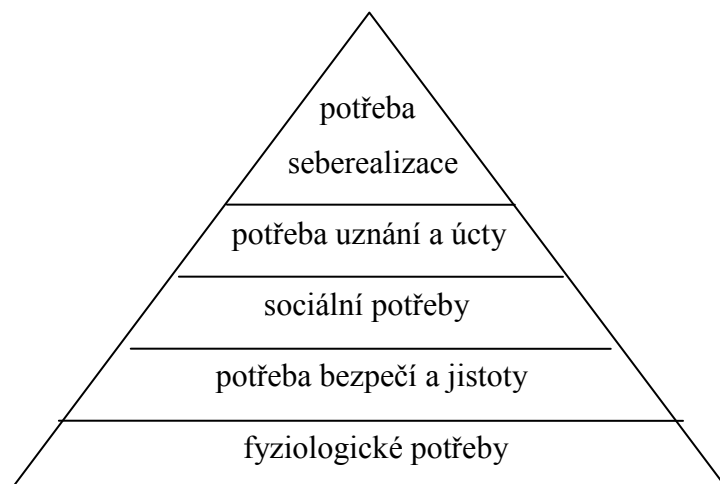 potřeba
seberealizace
potřeba uznání a úcty
sociální potřeby
potřeba bezpečí a jistoty
fyziologické potřeby